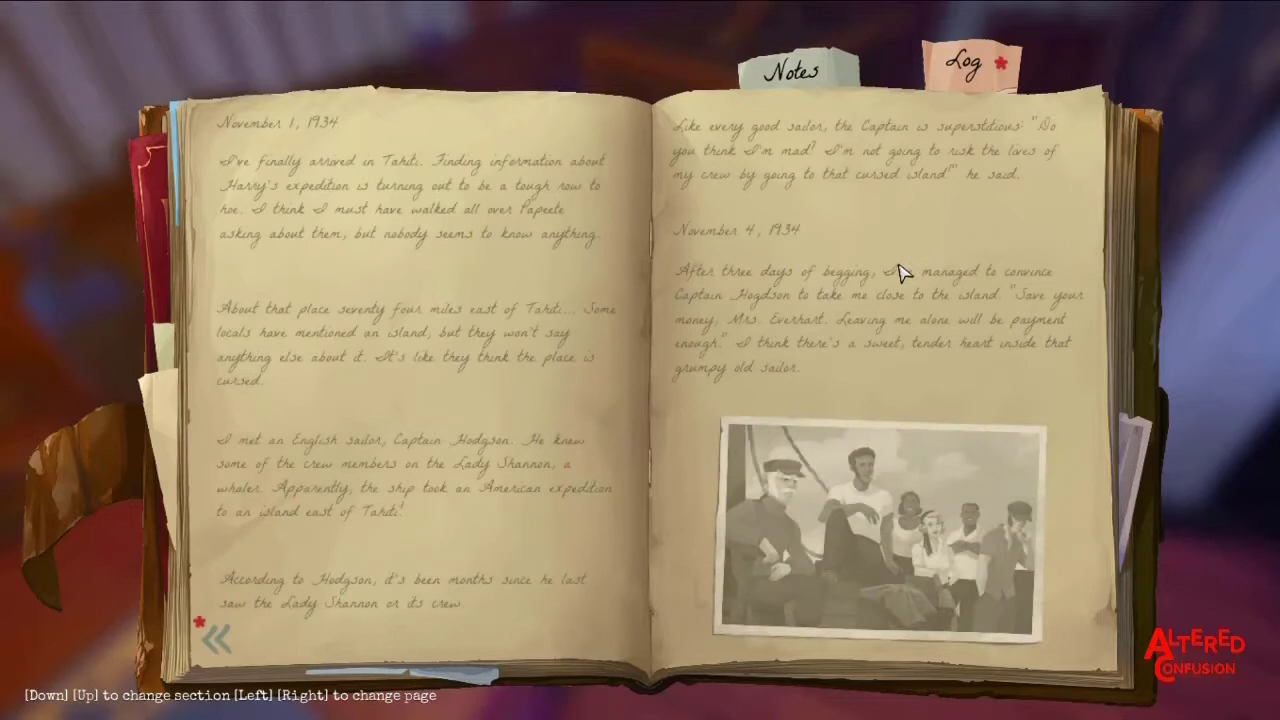 Notes
Log
November 1, 1934
I've finally arrived in Tahiti. Finding information about
Harry's expedition is turning out to be a tough row to
hoe. I think I must have walked all over Papeete
asking about them, but nobody seems to know anything.
About that place seventy four miles east of Tahiti... Some
locals have mentioned an island, but they won't say
anything else about it. It's like they think the place is
cursed.
I met an English sailor, Captain Hodgson. He knew
some of the crew members on the Lady Shannon, a
whaler. Apparently, the ship took an American expedition
to an island east of Tahiti!
According to Hodgson, it's been months since he last
saw the Lady Shannon or its crew.
Like every good sailor, the Captain is superstitious: "Do
you think I'm mad? I'm not going to risk the lives of
my crew by going to that cursed island!" he said.
November 4, 1934
After three days of begging, managed to convince
Captain Hogdson to take me close to the island. "Save your
money, Mrs. Everhart. Leaving me alone will be payment
enough." I think there's a sweet, tender heart inside that
grumpy old sailor.
[Down] [Up] to change section [Left] [Right] to change page
ALTERED
CONFUSION